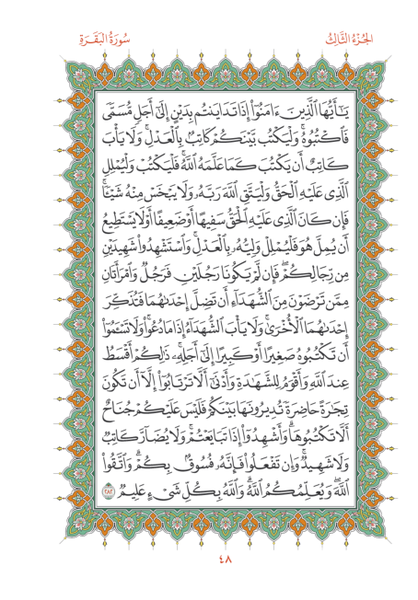 الجُزْءُ الثَّالِثُ
سُورَةُ البَقَرَةِ
يَٰٓأَيُّهَا ٱلَّذِينَ ءَامَنُوٓا۟ إِذَا تَدَايَنتُم بِدَيْنٍ إِلَىٰٓ أَجَلٍ مُّسَمًّى
فَٱكْتُبُوهُ ۚ وَلْيَكْتُب بَّيْنَكُمْ كَاتِبٌۢ بِٱلْعَدْلِ ۚ وَلَا يَأْبَ
كَاتِبٌ أَن يَكْتُبَ كَمَا عَلَّمَهُ ٱللَّهُ ۚ فَلْيَكْتُبْ وَلْيُمْلِلِ
ٱلَّذِى عَلَيْهِ ٱلْحَقُّ وَلْيَتَّقِ ٱللَّهَ رَبَّهُۥ وَلَا يَبْخَسْ مِنْهُ شَيْـًٔا ۚ
فَإِن كَانَ ٱلَّذِى عَلَيْهِ ٱلْحَقُّ سَفِيهًا أَوْ ضَعِيفًا أَوْ لَا يَسْتَطِيعُ
أَن يُمِلَّ هُوَ فَلْيُمْلِلْ وَلِيُّهُۥ بِٱلْعَدْلِ ۚ وَٱسْتَشْهِدُوا۟ شَهِيدَيْنِ
مِن رِّجَالِكُمْ ۖ فَإِن لَّمْ يَكُونَا رَجُلَيْنِ فَرَجُلٌ وَٱمْرَأَتَانِ
مِمَّن تَرْضَوْنَ مِنَ ٱلشُّهَدَآءِ أَن تَضِلَّ إِحْدَىٰهُمَا فَتُذَكِّرَ
إِحْدَىٰهُمَا ٱلْأُخْرَىٰ ۚ وَلَا يَأْبَ ٱلشُّهَدَآءُ إِذَا مَا دُعُوا۟ ۚ وَلَا تَسْـَٔمُوٓا۟
أَن تَكْتُبُوهُ صَغِيرًا أَوْ كَبِيرًا إِلَىٰٓ أَجَلِهِۦ ۚ ذَٰلِكُمْ أَقْسَطُ
عِندَ ٱللَّهِ وَأَقْوَمُ لِلشَّهَٰدَةِ وَأَدْنَىٰٓ أَلَّا تَرْتَابُوٓا۟ ۖ إِلَّآ أَن تَكُونَ
تِجَٰرَةً حَاضِرَةً تُدِيرُونَهَا بَيْنَكُمْ فَلَيْسَ عَلَيْكُمْ جُنَاحٌ
أَلَّا تَكْتُبُوهَا ۗ وَأَشْهِدُوٓا۟ إِذَا تَبَايَعْتُمْ ۚ وَلَا يُضَآرَّ كَاتِبٌ
وَلَا شَهِيدٌ ۚ وَإِن تَفْعَلُوا۟ فَإِنَّهُۥ فُسُوقٌۢ بِكُمْ ۗ وَٱتَّقُوا۟
ٱللَّهَ ۖ وَيُعَلِّمُكُمُ ٱللَّهُ ۗ وَٱللَّهُ بِكُلِّ شَىْءٍ عَلِيمٌ ٢٨٢
٤٨